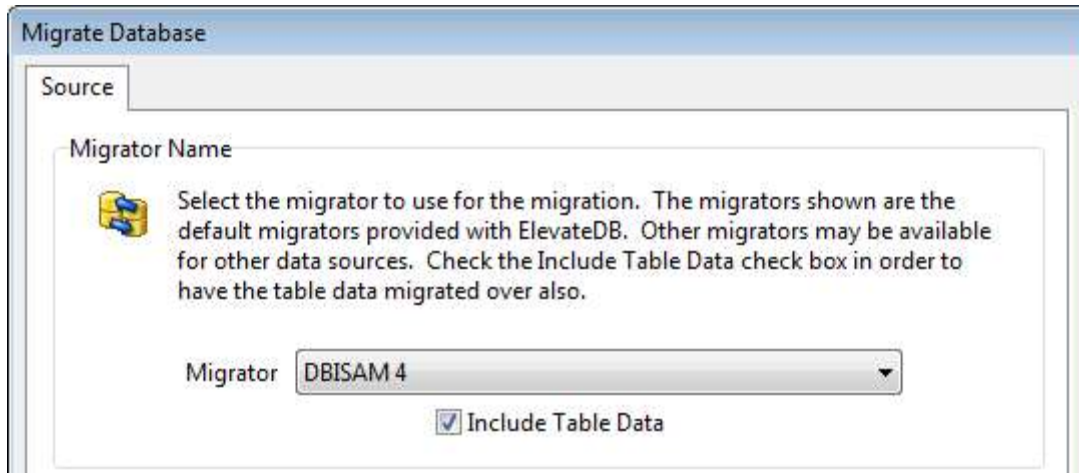 Migrate Database
Source
Migrator Name
Select the migrator to use for the migration.  The migrators shown are the
default migrators provided with ElevateDB.  Other migrators may be available
for other data sources.  Check the Include Table Data check box in order to
have the table data migrated over also.
Migrator DBISAM 4
Include Table Data